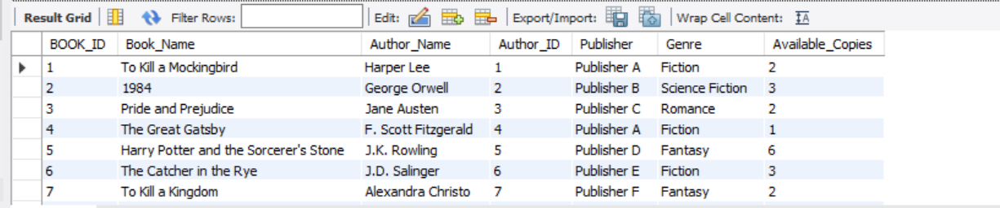 Result Grid Filter Rows: Edit: Export/Import: Wrap Cell Content: IA
BOOK_ID Book_Name Author_Name Author_ID Publisher Genre Available_Copies
1 To Kill a Mockingbird Harper Lee 1 Publisher A Fiction 2
2 1984 George Orwell 2 Publisher B Science Fiction 3
3 Pride and Prejudice Jane Austen 3 Publisher C Romance 2
4 The Great Gatsby F. Scott Fitzgerald 4 Publisher A Fiction 1
5 Harry Potter and the Sorcerer's Stone J.K. Rowling 5 Publisher D Fantasy 6
6 The Catcher in the Rye J.D. Salinger 6 Publisher E Fiction 3
7 To Kill a Kingdom Alexandra Christo 7 Publisher F Fantasy 2